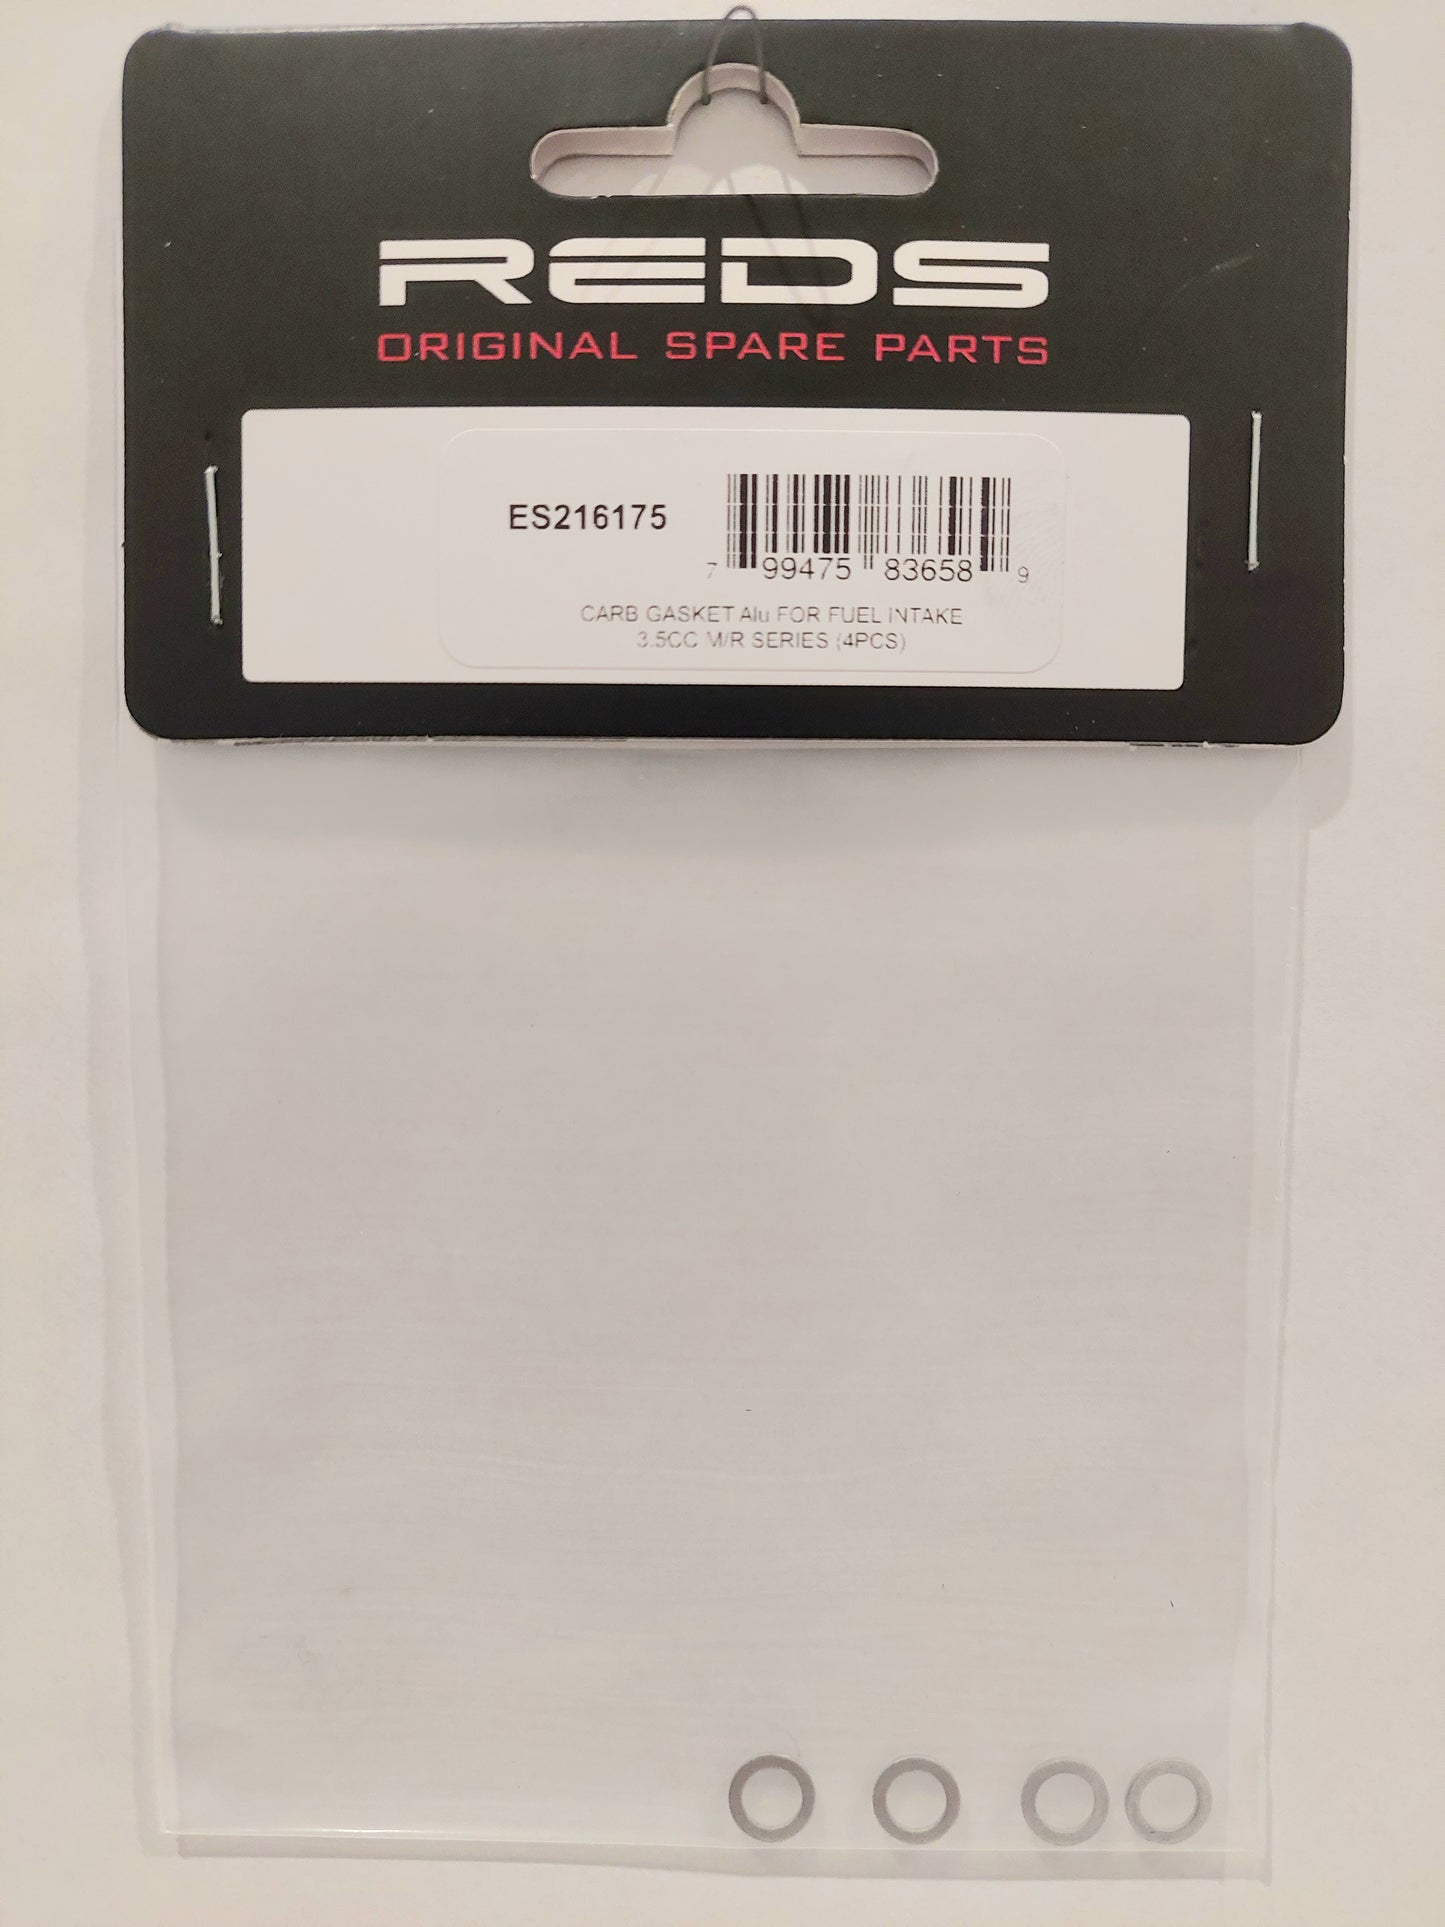 REDS
ORIGINAL SPARE PARTS
ES216175
7 99475 83658 9
CARB GASKET Alu FOR FUEL INTAKE
3.5CC M/R SERIES (4PCS)